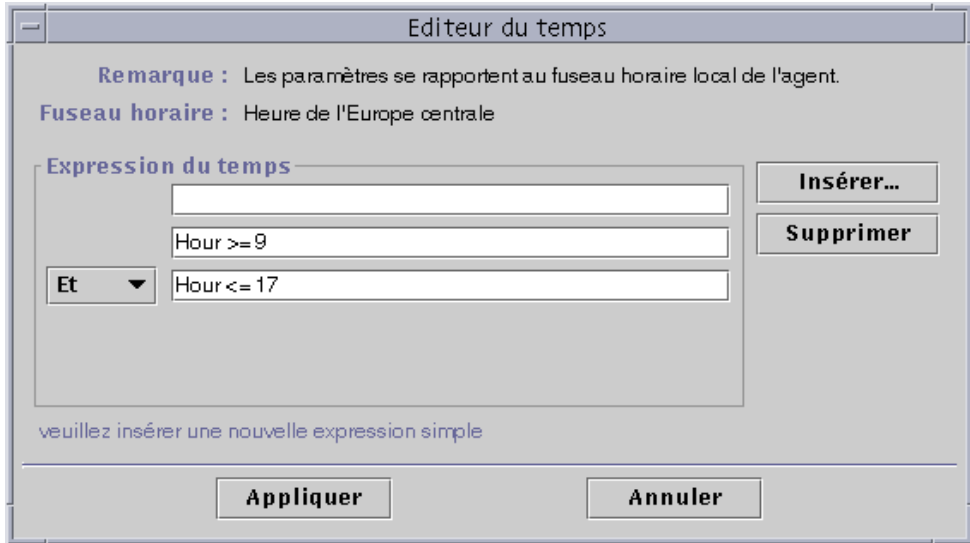 Editeur du temps
Remarque : Les paramètres se rapportent au fuseau horaire local de l'agent.
Fuseau horaire : Heure de l'Europe centrale
Expression du temps
Insérer...
Hour >= 9
Supprimer
Et Hour <= 17
veuillez insérer une nouvelle expression simple
Appliquer Annuler